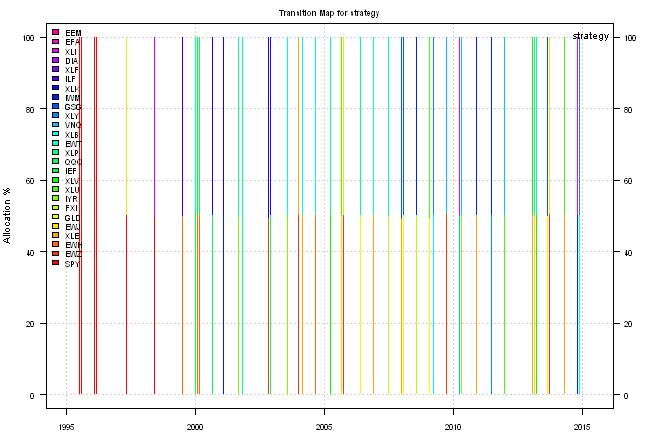 Transition Map for strategy
strategy
EEM
EFA
XLI
DIA
XLF
ILF
XLK
IWM
GSG
XLY
VNQ
XLB
EWT
XLP
QQQ
IEF
XLV
XLU
IYR
FXI
GLD
EWJ
XLE
EWH
EWZ
SPY
Allocation %
100
80
60
40
20
0
100
80
60
40
20
0
1995
2000
2005
2010
2015